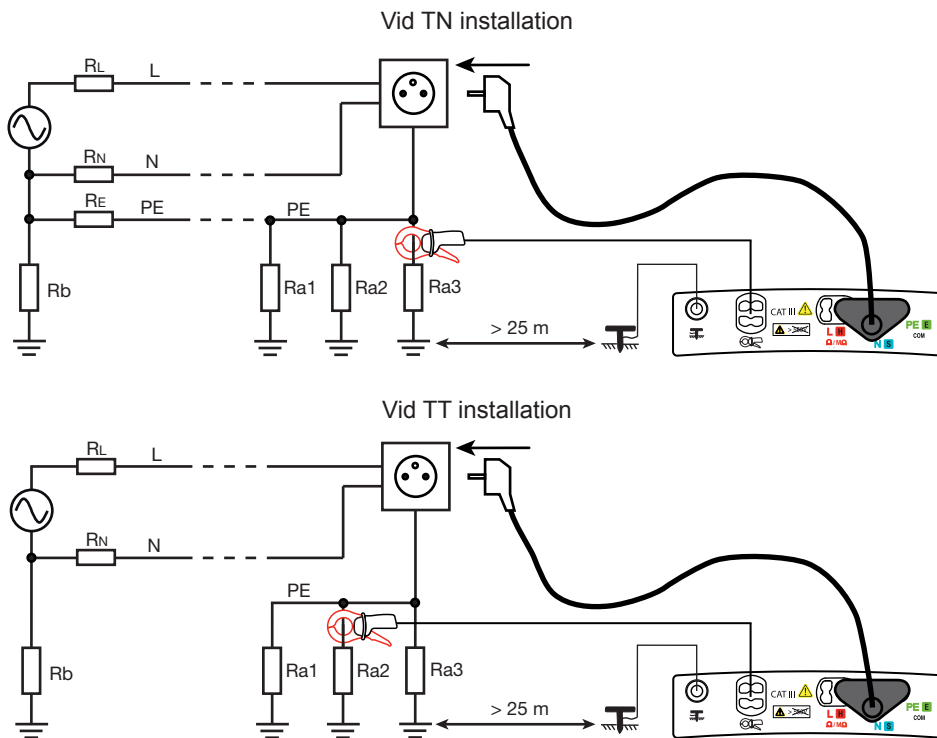 Vid TN installation
RL L
RN N
RE PE PE
Rb Ra1 Ra2 Ra3
> 25 m
CAT III
L H
Ω/MΩ
N S
PE E
COM
Vid TT installation
RL L
RN N
PE
Rb Ra1 Ra2 Ra3
> 25 m
CAT III
L H
Ω/MΩ
N S
PE E
COM